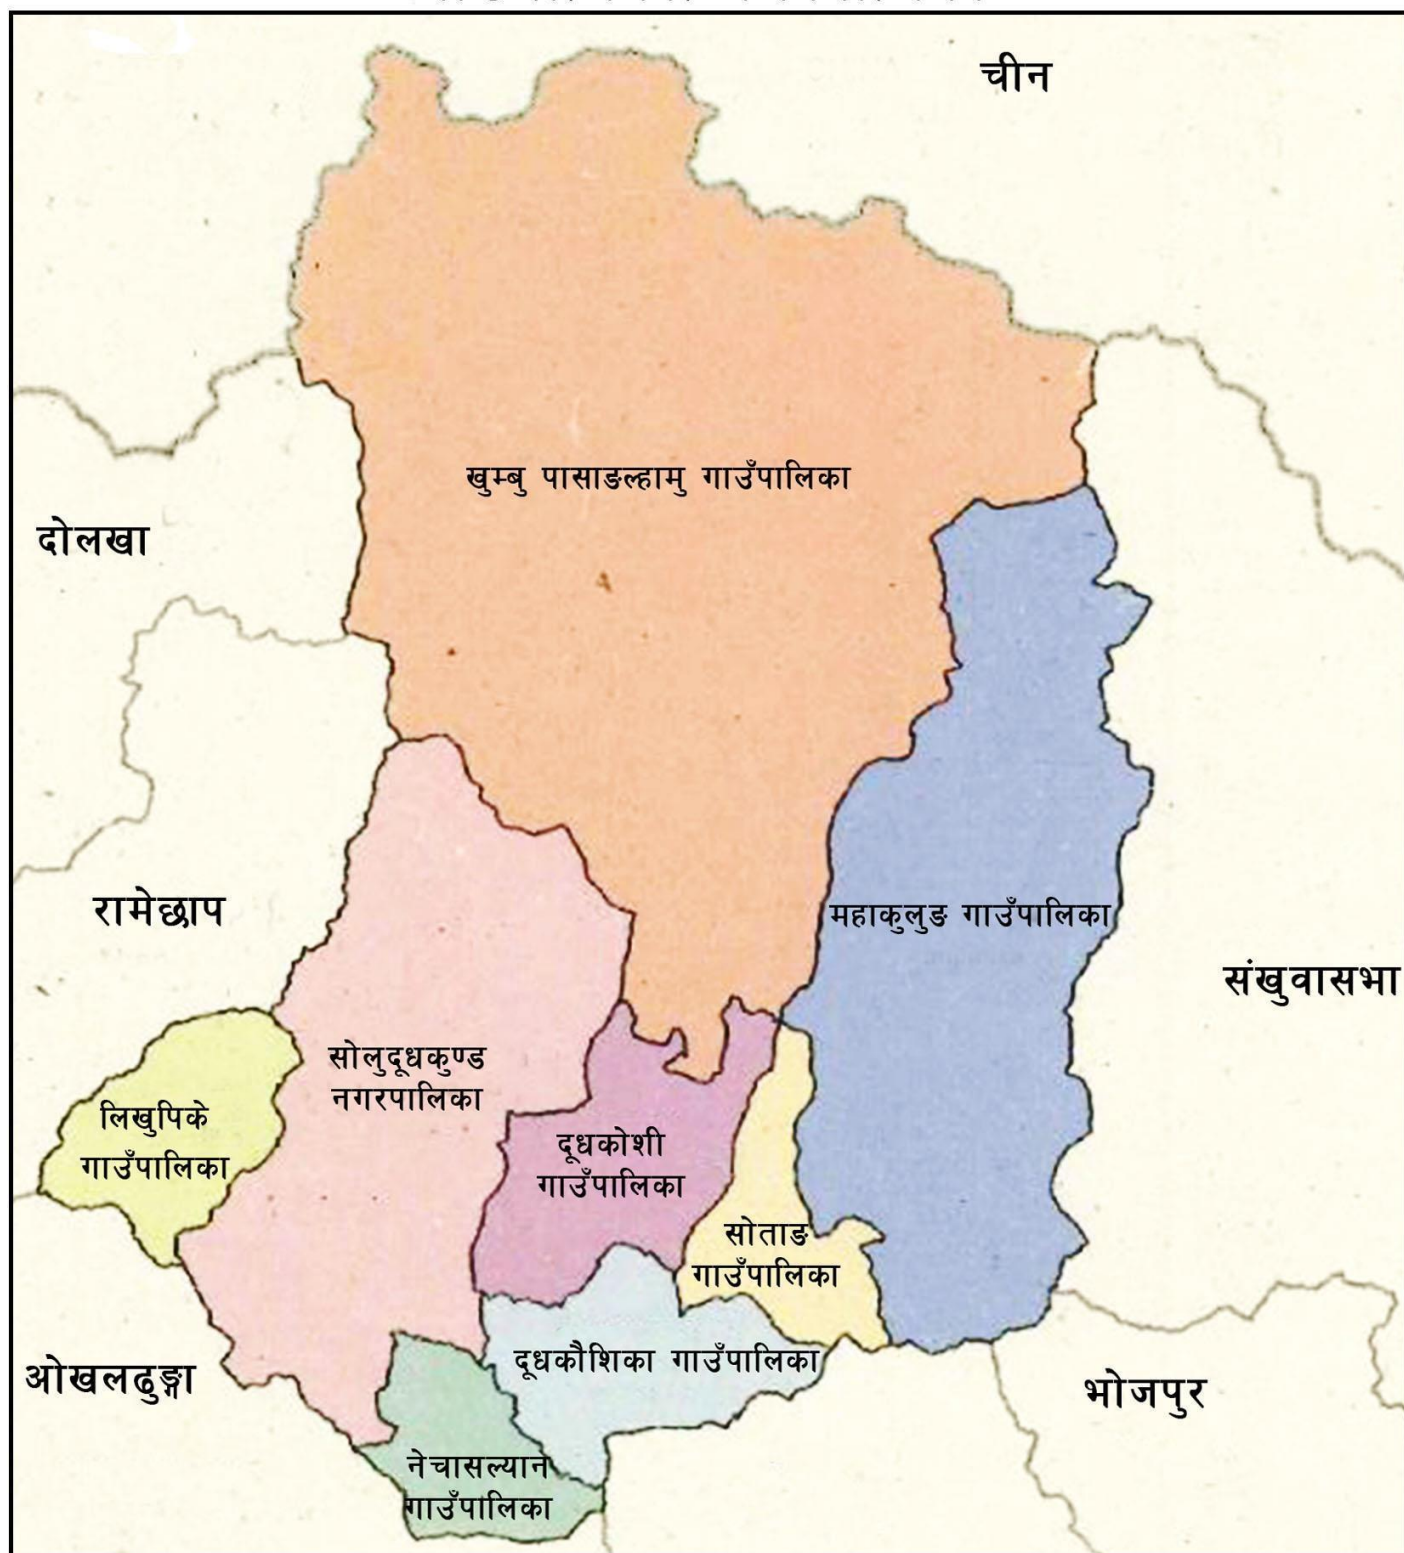 चीन
खुम्बु पासाङल्हामु गाउँपालिका
दोलखा
रामेछाप
महाकुलुङ गाउँपालिका
संखुवासभा
सोलुदूधकुण्ड
नगरपालिका
लिखुपिके
गाउँपालिका
दूधकोशी
गाउँपालिका
सोताङ
गाउँपालिका
दूधकौशिका गाउँपालिका
ओखलढुङ्गा
भोजपुर
नेचासल्यान
गाउँपालिका